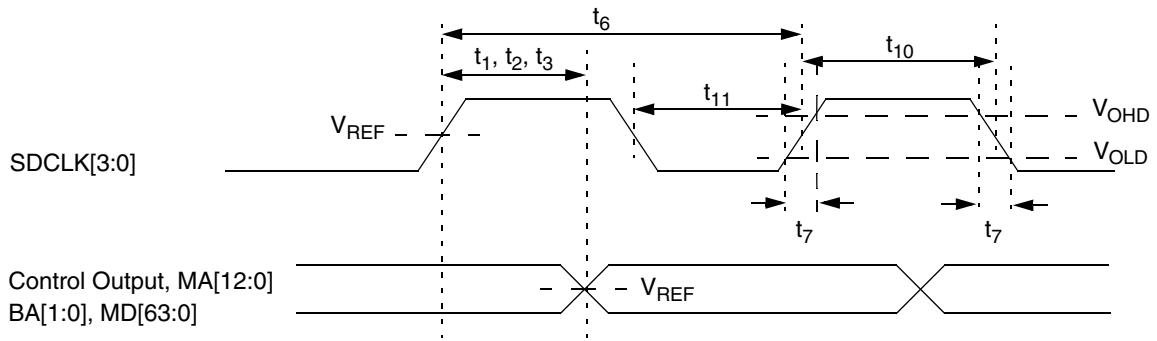 t6
t1, t2, t3
t10
t11
VREF
VOHD
SDCLK[3:0]
VOLD
t7
t7
Control Output, MA[12:0]
VREF
BA[1:0], MD[63:0]